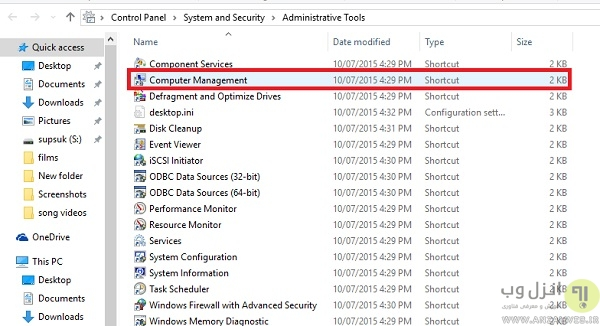 Control Panel > System and Security > Administrative Tools
Name Date modified Type Size
Quick access
Desktop
Documents
Downloads
Pictures
supsuk (S:)
films
New folder
Screenshots
song videos
OneDrive
This PC
Desktop
Documents
Downloads
Component Services 10/07/2015 4:29 PM Shortcut 2 KB
Computer Management 10/07/2015 4:29 PM Shortcut 2 KB
Defragment and Optimize Drives 10/07/2015 4:29 PM Shortcut 2 KB
desktop.ini 10/07/2015 4:32 PM Configuration sett... 3 KB
Disk Cleanup 10/07/2015 4:30 PM Shortcut 2 KB
Event Viewer 10/07/2015 4:29 PM Shortcut 2 KB
iSCSI Initiator 10/07/2015 4:29 PM Shortcut 2 KB
ODBC Data Sources (32-bit) 10/07/2015 4:30 PM Shortcut 2 KB
ODBC Data Sources (64-bit) 10/07/2015 4:29 PM Shortcut 2 KB
Performance Monitor 10/07/2015 4:29 PM Shortcut 2 KB
Resource Monitor 10/07/2015 4:29 PM Shortcut 2 KB
Services 10/07/2015 4:29 PM Shortcut 2 KB
System Configuration 10/07/2015 4:29 PM Shortcut 2 KB
System Information 10/07/2015 4:29 PM Shortcut 2 KB
Task Scheduler 10/07/2015 4:29 PM Shortcut
Windows Firewall with Advanced Security 10/07/2015 4:29 PM Shortcut
Windows Memory Diagnostic 10/07/2015 4:29 PM Shortcut
انزل وب
آموزش و معرفی فناوری
WWW.ANZALWEB.IR